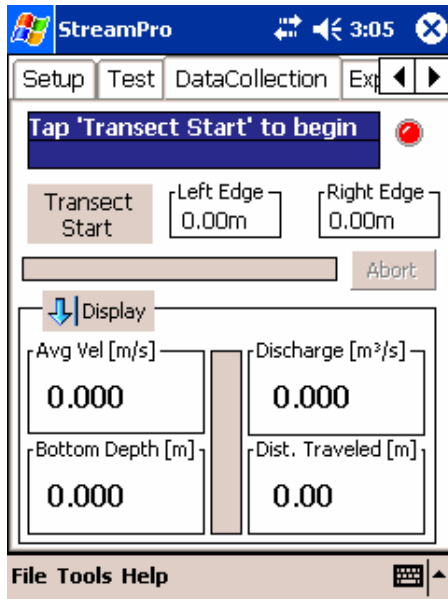 StreamPro 3:05
Setup Test DataCollection Exp
Tap 'Transect Start' to begin
Transect
Start
Left Edge
0.00m
Right Edge
0.00m
Abort
Display
Avg Vel [m/s]
0.000
Discharge [m³/s]
0.000
Bottom Depth [m]
0.000
Dist. Traveled [m]
0.00
File Tools Help